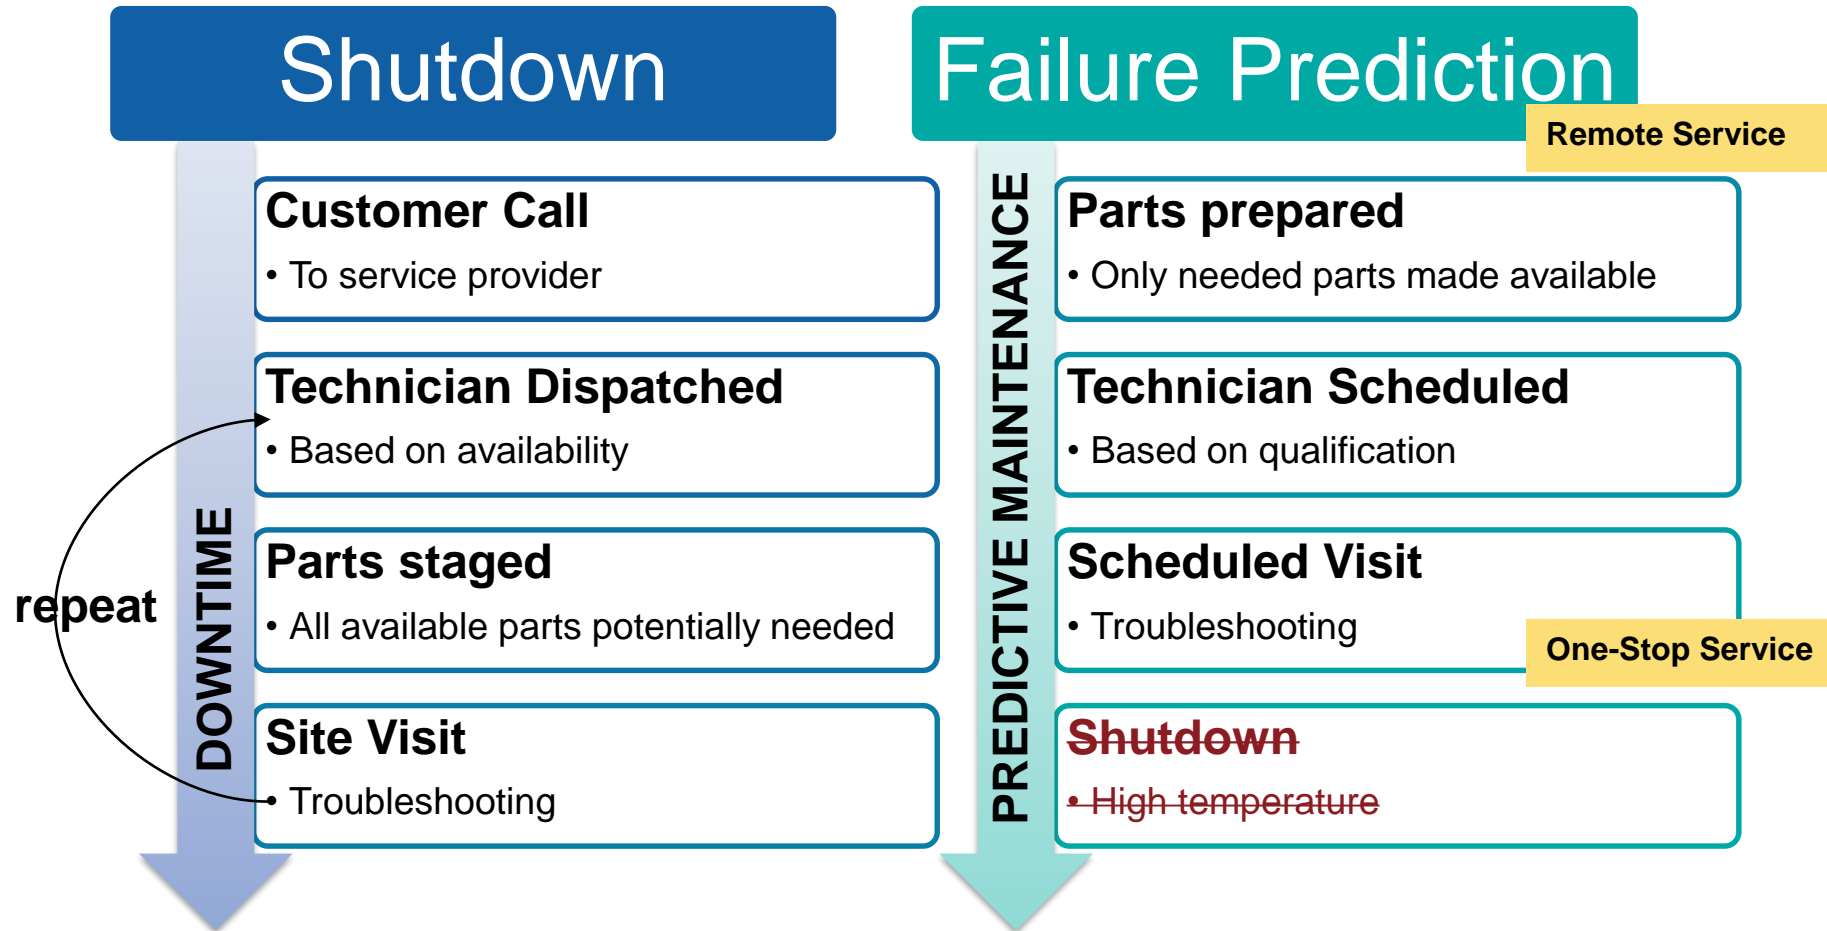 Shutdown
DOWNTIME
repeat
Customer Call
• To service provider
Technician Dispatched
• Based on availability
Parts staged
• All available parts potentially needed
Site Visit
• Troubleshooting
Failure Prediction
Remote Service
PREDICTIVE MAINTENANCE
Parts prepared
• Only needed parts made available
Technician Scheduled
• Based on qualification
Scheduled Visit
• Troubleshooting
One-Stop Service
Shutdown
• High temperature